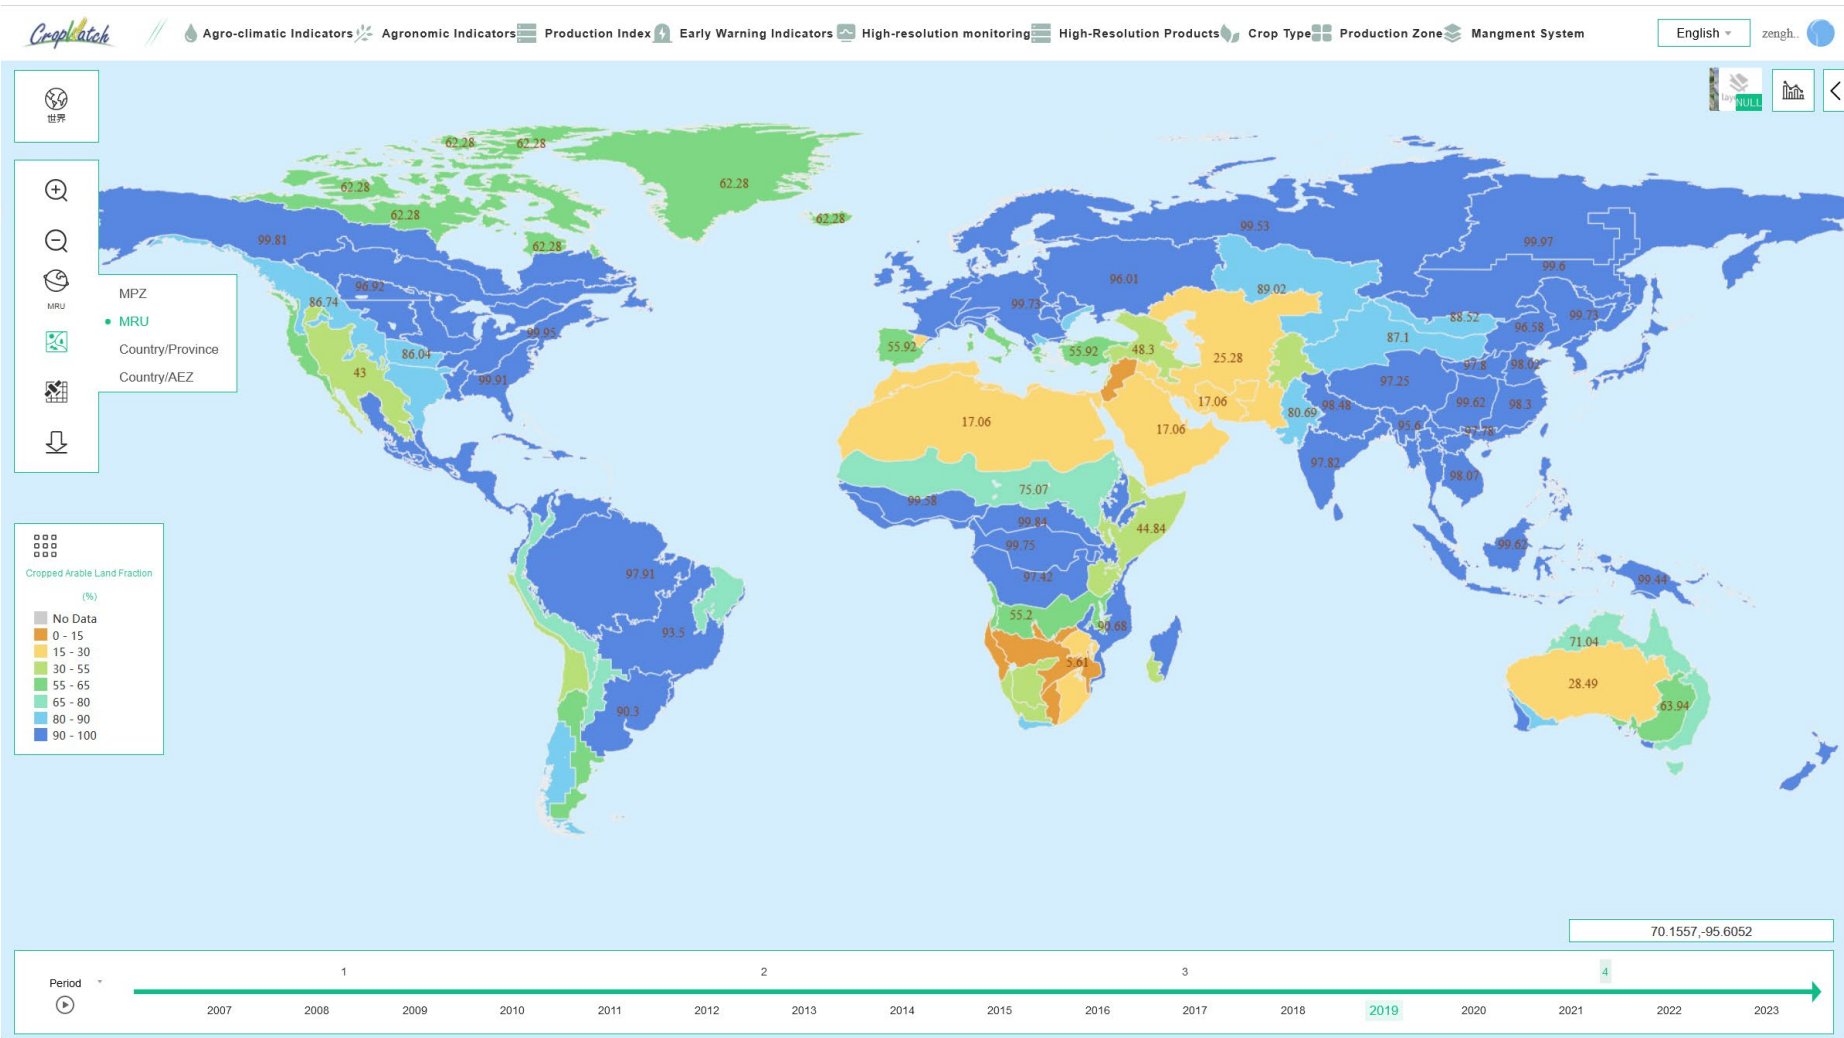 CropWatch
Agro-climatic Indicators
Agronomic Indicators
Production Index
Early Warning Indicators
High-resolution monitoring
High-Resolution Products
Crop Type
Production Zone
Mangment System
English
zengh..
世界
NULL
MRU
MPZ
MRU
Country/Province
Country/AEZ
62.28
62.28
62.28
62.28
62.28
62.28
62.28
99.81
96.92
86.74
99.95
86.04
43
99.91
99.53
99.97
99.6
96.01
89.02
99.73
88.52
99.73
96.58
87.1
55.92
55.92
48.3
25.28
97.8
98.02
97.25
17.06
80.69
98.48
99.62
98.3
17.06
17.06
95.6
97.78
97.82
98.07
75.07
99.58
99.84
44.84
99.75
99.62
97.42
99.44
97.91
55.2
90.68
93.5
5.61
71.04
28.49
63.94
90.3
Cropped Arable Land Fraction
(%)
No Data
0 - 15
15 - 30
30 - 55
55 - 65
65 - 80
80 - 90
90 - 100
70.1557,-95.6052
Period
1
2
3
4
2007
2008
2009
2010
2011
2012
2013
2014
2015
2016
2017
2018
2019
2020
2021
2022
2023